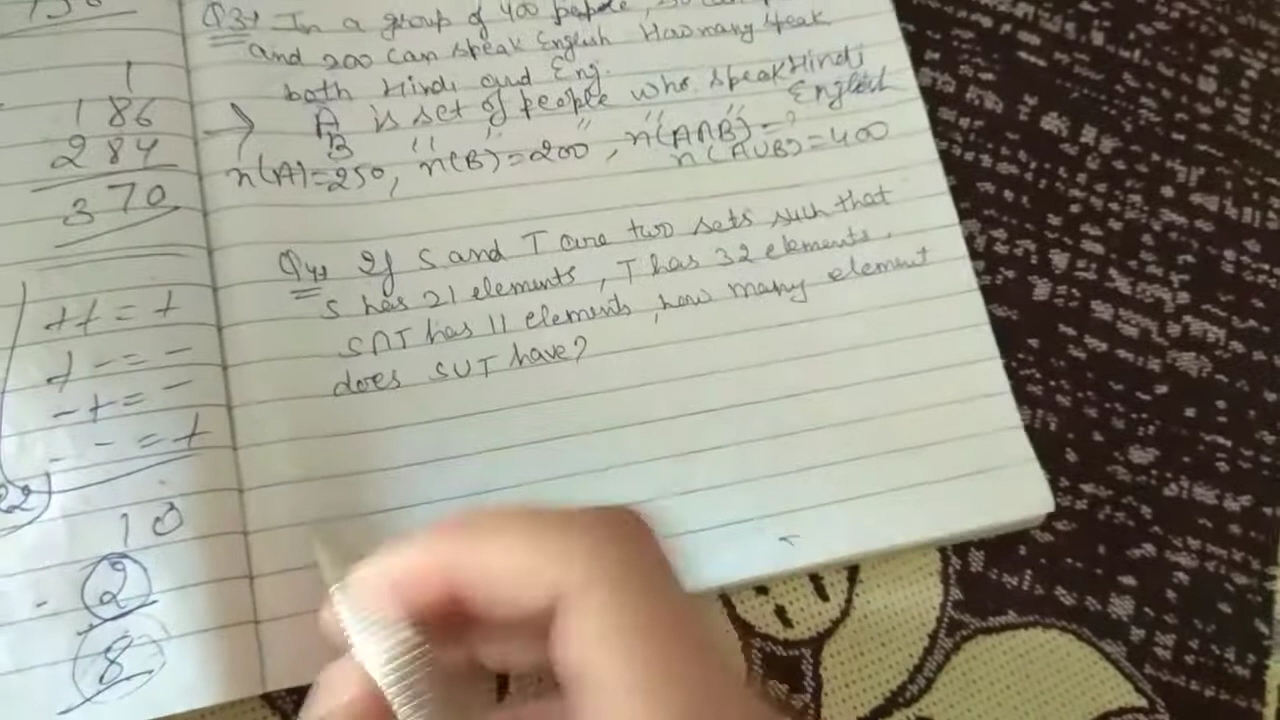 1
186
284
370
++ = +
+ - = -
- + = -
- - = +
10
- 2
8
Q3, In a group of 400 people,
and 200 can speak English How many speak
both Hindi and Eng.
→ A is set of people who speak Hindi
B " " " " " English
n(A)=250, n(B)=200, n(A∩B)=?
n(A∪B)=400
Q4, If S and T are two sets such that
S has 21 elements, T has 32 elements,
S∩T has 11 elements, how many element
does S∪T have?